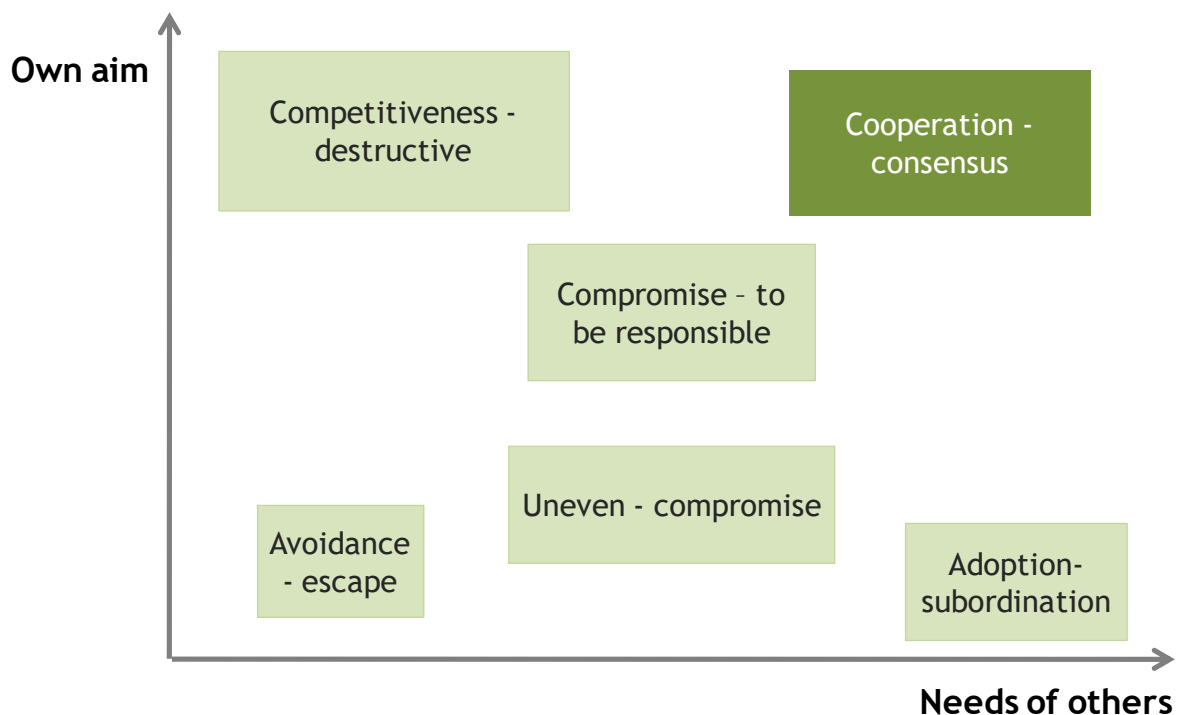 Own aim
Competitiveness -
destructive
Cooperation -
consensus
Compromise – to
be responsible
Uneven - compromise
Avoidance
- escape
Adoption-
subordination
Needs of others